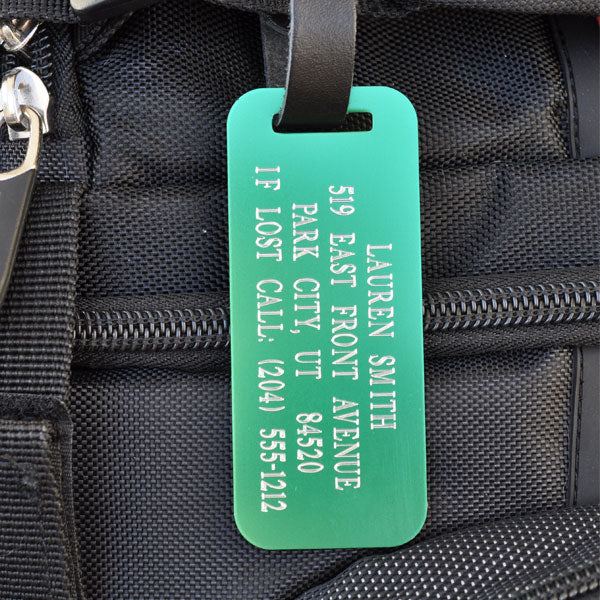 LAUREN SMITH
519 EAST FRONT AVENUE
PARK CITY, UT 84520
IF LOST CALL: (204) 555-1212